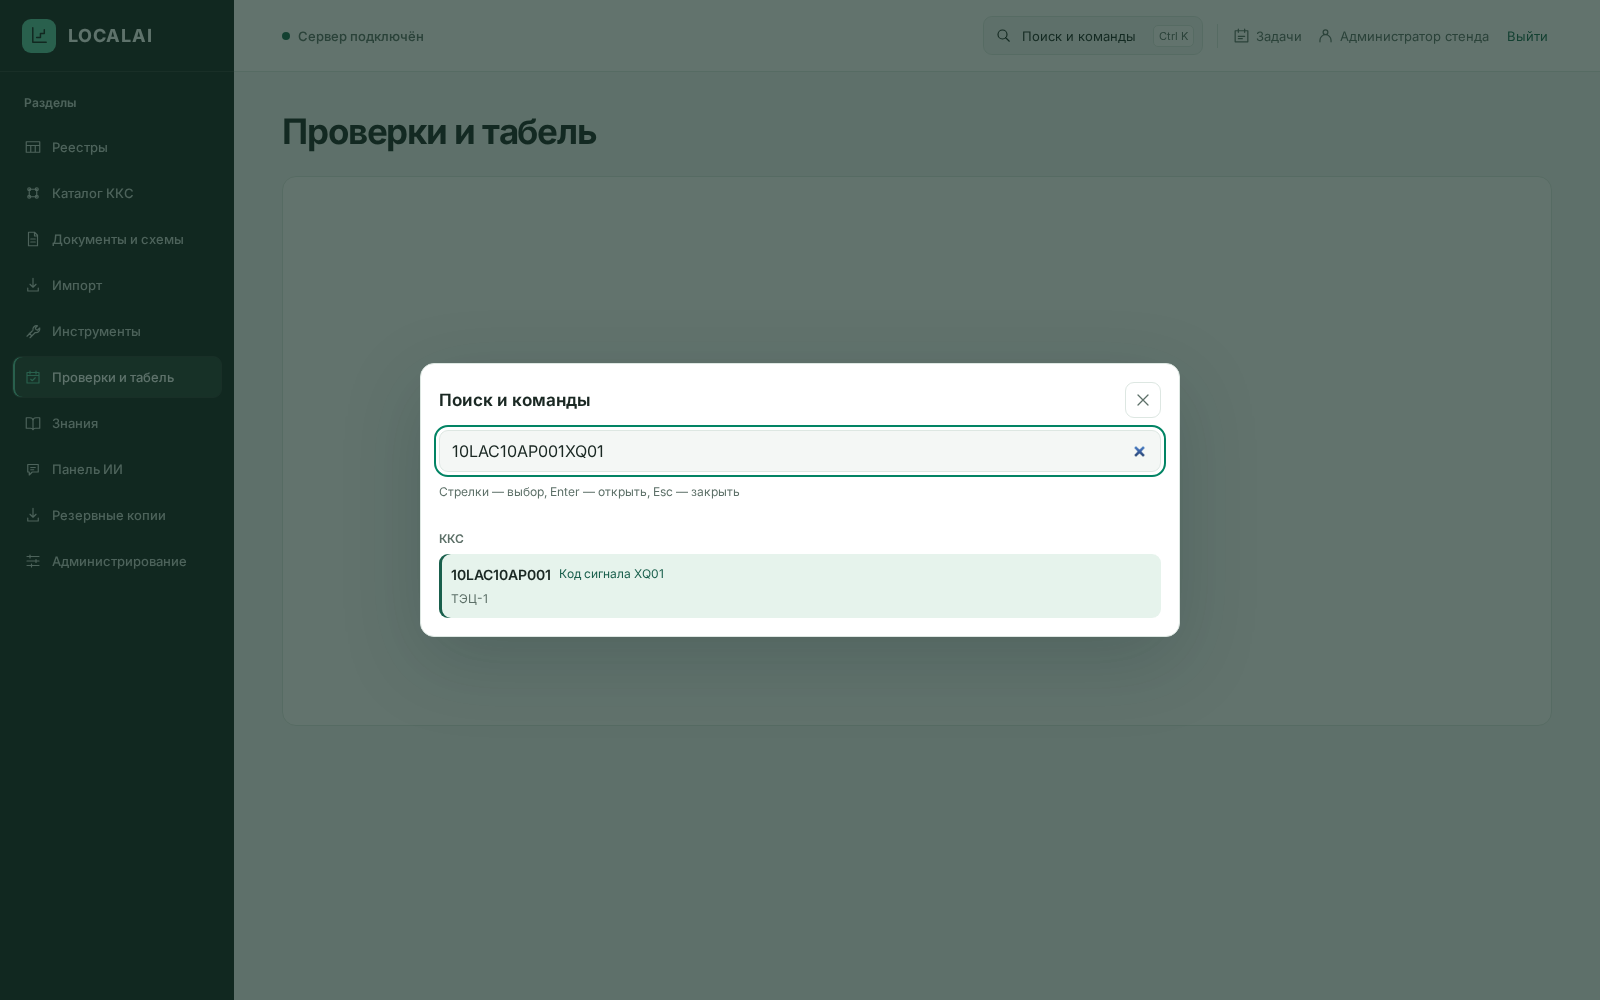 LOCALAI
Сервер подключён
Поиск и команды Ctrl K
Задачи
Администратор стенда
Выйти
Разделы
Реестры
Каталог ККС
Документы и схемы
Импорт
Инструменты
Проверки и табель
Знания
Панель ИИ
Резервные копии
Администрирование
Проверки и табель
Поиск и команды
10LAC10AP001XQ01
Стрелки — выбор, Enter — открыть, Esc — закрыть
ККС
10LAC10AP001 Код сигнала XQ01
ТЭЦ-1